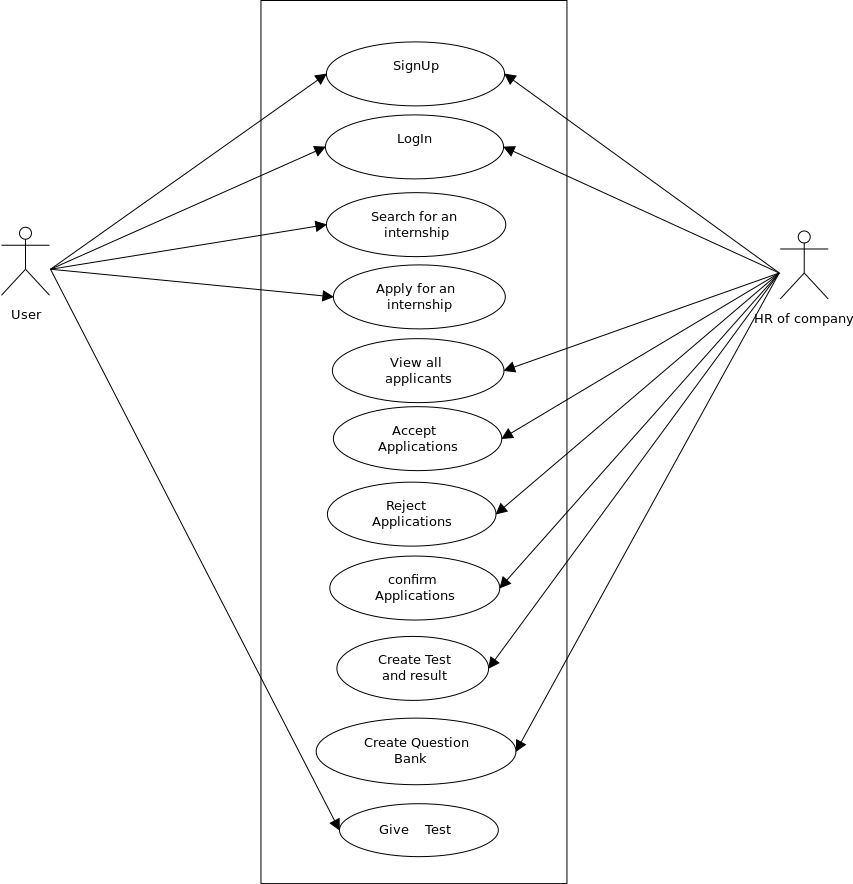 SignUp
LogIn
Search for an
internship
Apply for an
internship
User
HR of company
View all
applicants
Accept
Applications
Reject
Applications
confirm
Applications
Create Test
and result
Create Question
Bank
Give Test